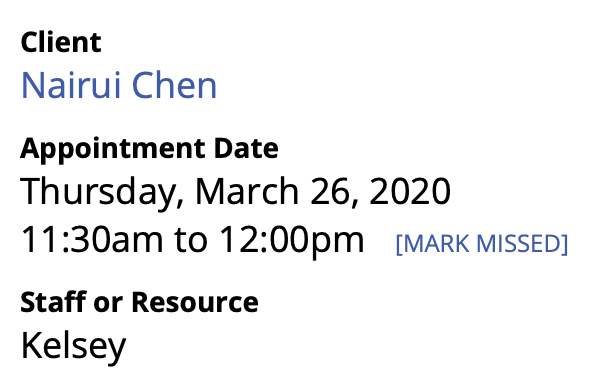 Client
Nairui Chen
Appointment Date
Thursday, March 26, 2020
11:30am to 12:00pm [MARK MISSED]
Staff or Resource
Kelsey